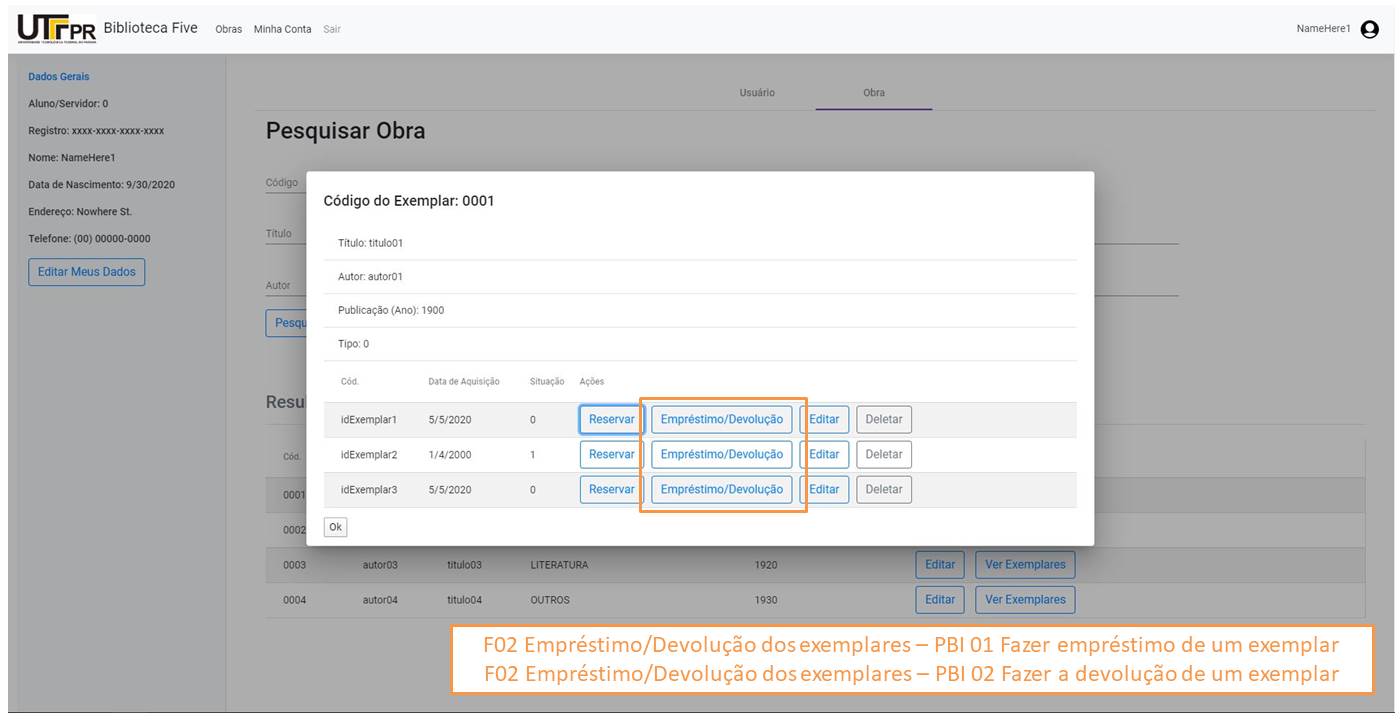 UTFPR Biblioteca Five Obras Minha Conta Sair NameHere1
UNIVERSIDADE TECNOLÓGICA FEDERAL DO PARANÁ
Dados Gerais
Aluno/Servidor: 0
Registro: xxxx-xxxx-xxxx-xxxx
Nome: NameHere1
Data de Nascimento: 9/30/2020
Endereço: Nowhere St.
Telefone: (00) 00000-0000
Editar Meus Dados
Usuário Obra
Pesquisar Obra
Código
Título
Autor
Pesqu
Resu
Cód.
0001
0002
Código do Exemplar: 0001
Título: titulo01
Autor: autor01
Publicação (Ano): 1900
Tipo: 0
Cód. Data de Aquisição Situação Ações
idExemplar1 5/5/2020 0 Reservar Empréstimo/Devolução Editar Deletar
idExemplar2 1/4/2000 1 Reservar Empréstimo/Devolução Editar Deletar
idExemplar3 5/5/2020 0 Reservar Empréstimo/Devolução Editar Deletar
Ok
0003 autor03 titulo03 LITERATURA 1920 Editar Ver Exemplares
0004 autor04 titulo04 OUTROS 1930 Editar Ver Exemplares
F02 Empréstimo/Devolução dos exemplares – PBI 01 Fazer empréstimo de um exemplar
F02 Empréstimo/Devolução dos exemplares – PBI 02 Fazer a devolução de um exemplar